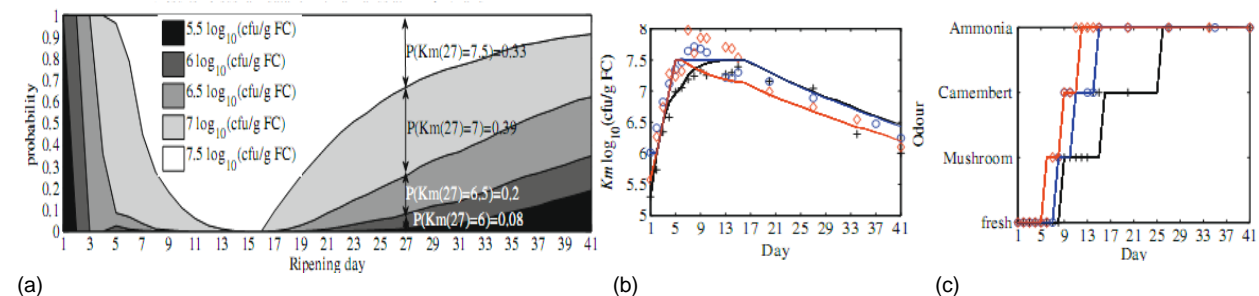 1
0.9
0.8
0.7
0.6
0.5
0.4
0.3
0.2
0.1
0
probability
5.5 log10(cfu/g FC)
6 log10(cfu/g FC)
6.5 log10(cfu/g FC)
7 log10(cfu/g FC)
7.5 log10(cfu/g FC)
P(Km(27)=7.5)=0.33
P(Km(27)=7)=0.39
P(Km(27)=6.5)=0.2
P(Km(27)=6)=0.08
1 3 5 7 9 11 13 15 17 19 21 23 25 27 29 31 33 35 37 39 41
Ripening day
(a)
8
7.5
7
6.5
6
5.5
5
Km log10(cfu/g FC)
1 5 9 13 17 21 25 29 33 37 41
Day
(b)
Odour
Ammonia
Camembert
Mushroom
fresh
1 5 9 13 17 21 25 29 33 37 41
Day
(c)